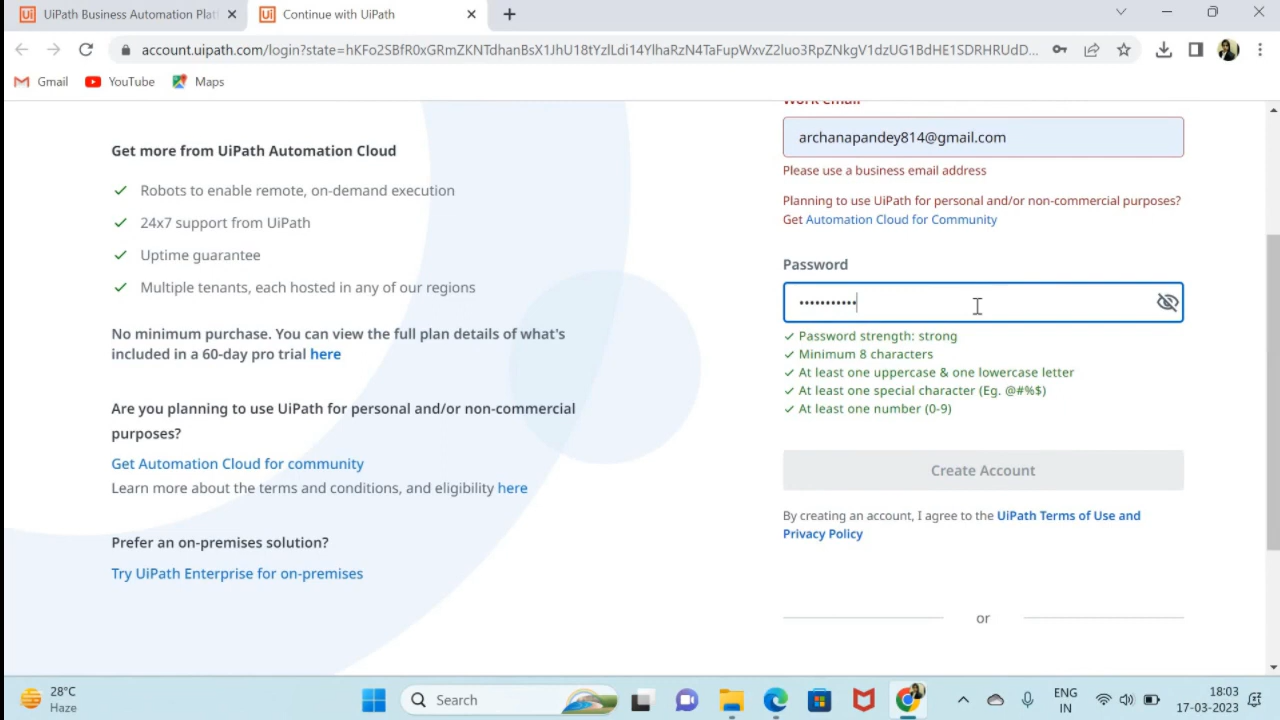 UiPath Business Automation Plat
Continue with UiPath
account.uipath.com/login?state=hKFo2SBfR0xGRmZKNTdhanBsX1JhU18tYzlLdi14YlhaRzN4TaFupWxvZ2luo3RpZNkgV1dzUG1BdHE1SDRHRUdD...
Gmail
YouTube
Maps
Work email
archanapandey814@gmail.com
Please use a business email address
Planning to use UiPath for personal and/or non-commercial purposes?
Get Automation Cloud for Community
Get more from UiPath Automation Cloud
Robots to enable remote, on-demand execution
24x7 support from UiPath
Uptime guarantee
Multiple tenants, each hosted in any of our regions
No minimum purchase. You can view the full plan details of what's
included in a 60-day pro trial here
Are you planning to use UiPath for personal and/or non-commercial
purposes?
Get Automation Cloud for community
Learn more about the terms and conditions, and eligibility here
Prefer an on-premises solution?
Try UiPath Enterprise for on-premises
Password
•••••••••••
Password strength: strong
Minimum 8 characters
At least one uppercase & one lowercase letter
At least one special character (Eg. @#%$)
At least one number (0-9)
Create Account
By creating an account, I agree to the UiPath Terms of Use and
Privacy Policy
or
28°C
Haze
Search
ENG
IN
18:03
17-03-2023